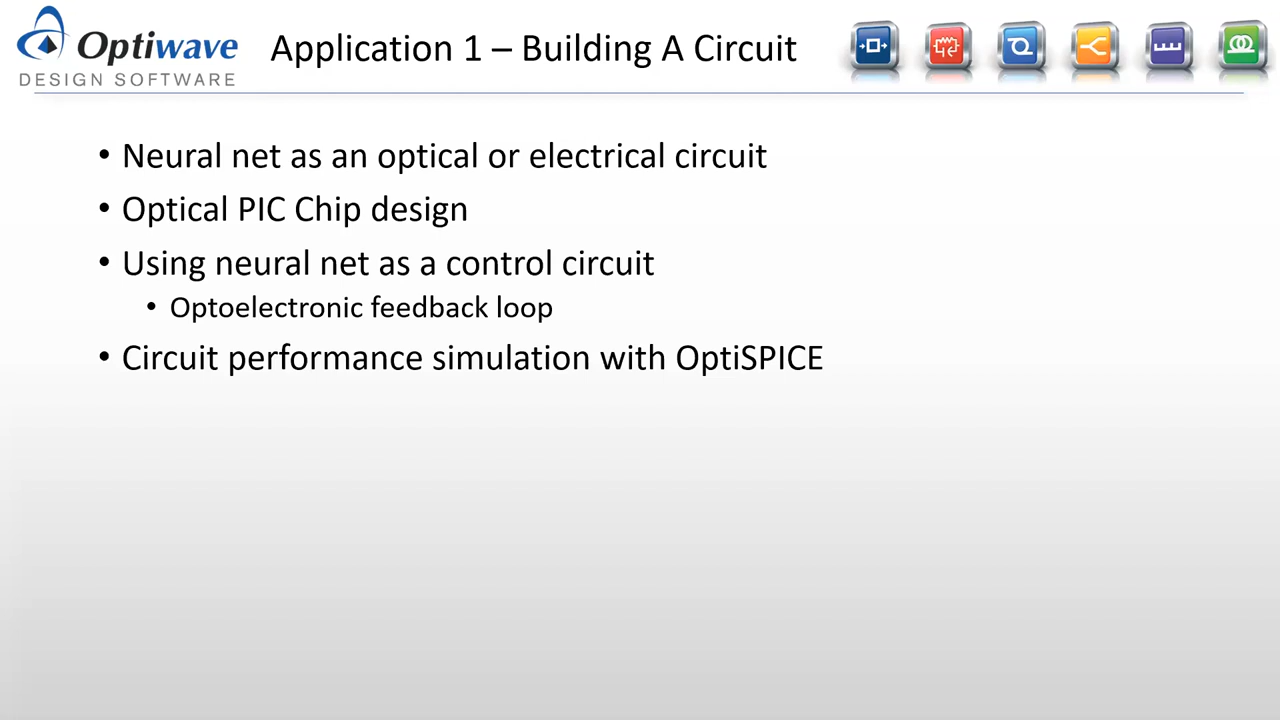 Optiwave
DESIGN SOFTWARE
Application 1 – Building A Circuit
• Neural net as an optical or electrical circuit
• Optical PIC Chip design
• Using neural net as a control circuit
• Optoelectronic feedback loop
• Circuit performance simulation with OptiSPICE